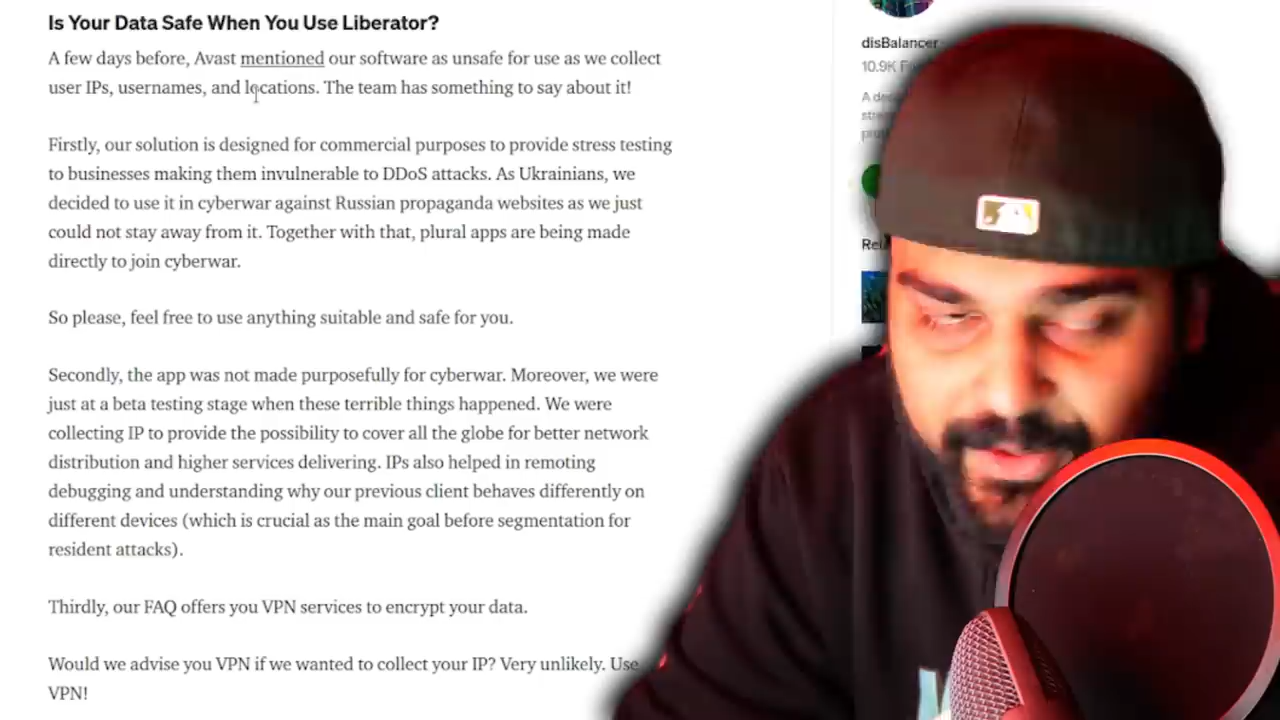 Is Your Data Safe When You Use Liberator?
A few days before, Avast mentioned our software as unsafe for use as we collect
user IPs, usernames, and locations. The team has something to say about it!
Firstly, our solution is designed for commercial purposes to provide stress testing
to businesses making them invulnerable to DDoS attacks. As Ukrainians, we
decided to use it in cyberwar against Russian propaganda websites as we just
could not stay away from it. Together with that, plural apps are being made
directly to join cyberwar.
So please, feel free to use anything suitable and safe for you.
Secondly, the app was not made purposefully for cyberwar. Moreover, we were
just at a beta testing stage when these terrible things happened. We were
collecting IP to provide the possibility to cover all the globe for better network
distribution and higher services delivering. IPs also helped in remoting
debugging and understanding why our previous client behaves differently on
different devices (which is crucial as the main goal before segmentation for
resident attacks).
Thirdly, our FAQ offers you VPN services to encrypt your data.
Would we advise you VPN if we wanted to collect your IP? Very unlikely. Use
VPN!
disBalancer
10.9K